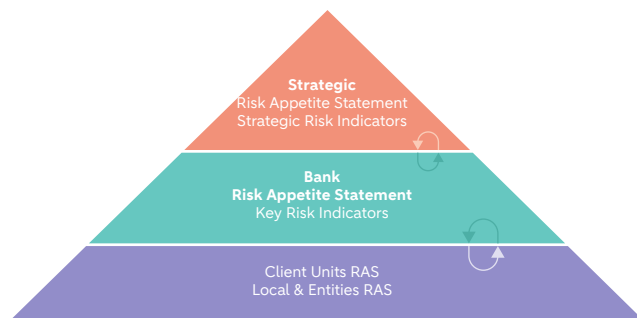 Strategic
Risk Appetite Statement
Strategic Risk Indicators
Bank
Risk Appetite Statement
Key Risk Indicators
Client Units RAS
Local & Entities RAS